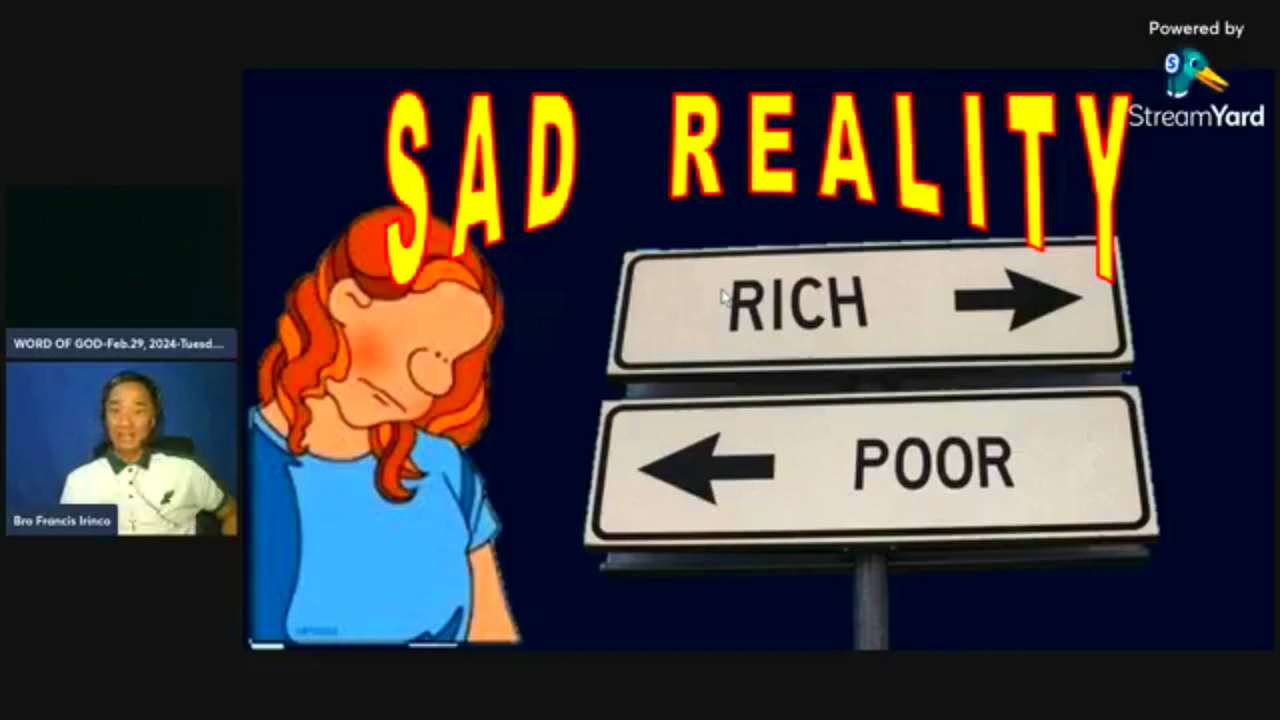 Powered by
StreamYard
SAD REALITY
RICH
POOR
WORD OF GOD-Feb.29, 2024-Tuesd...
Bro Francis Irinco